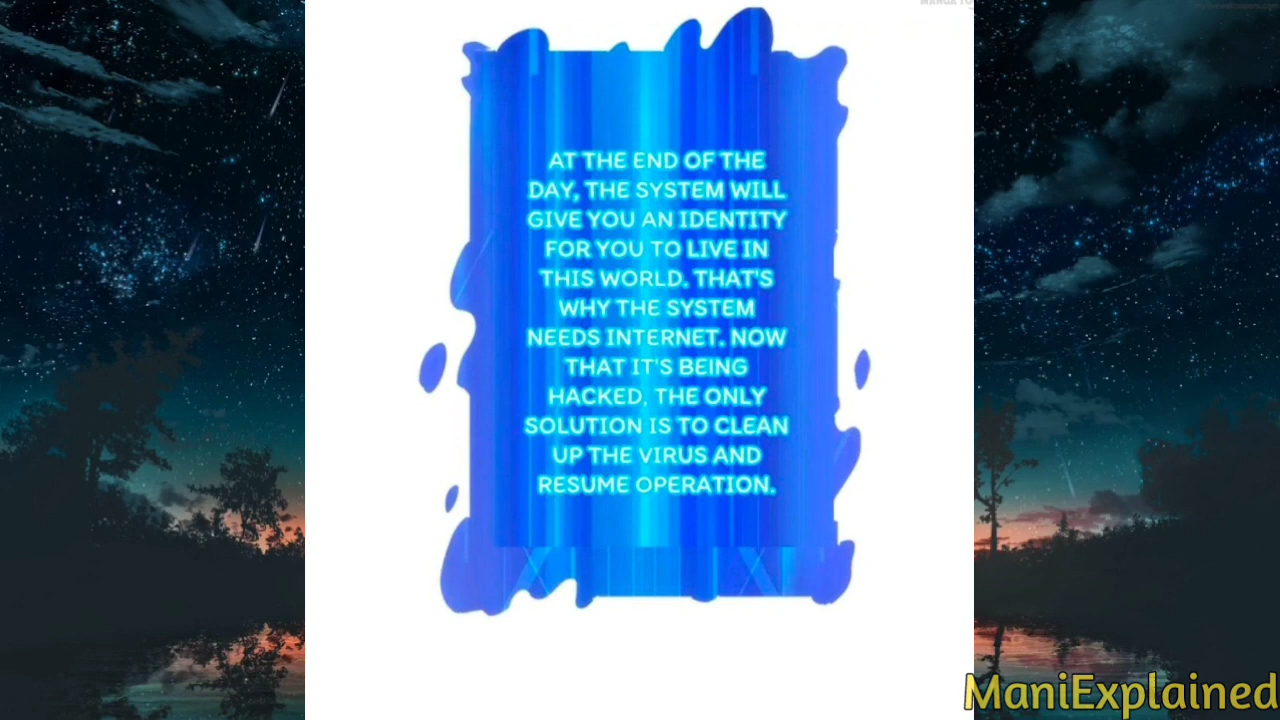 AT THE END OF THE
DAY, THE SYSTEM WILL
GIVE YOU AN IDENTITY
FOR YOU TO LIVE IN
THIS WORLD. THAT'S
WHY THE SYSTEM
NEEDS INTERNET. NOW
THAT IT'S BEING
HACKED, THE ONLY
SOLUTION IS TO CLEAN
UP THE VIRUS AND
RESUME OPERATION.
ManiExplained